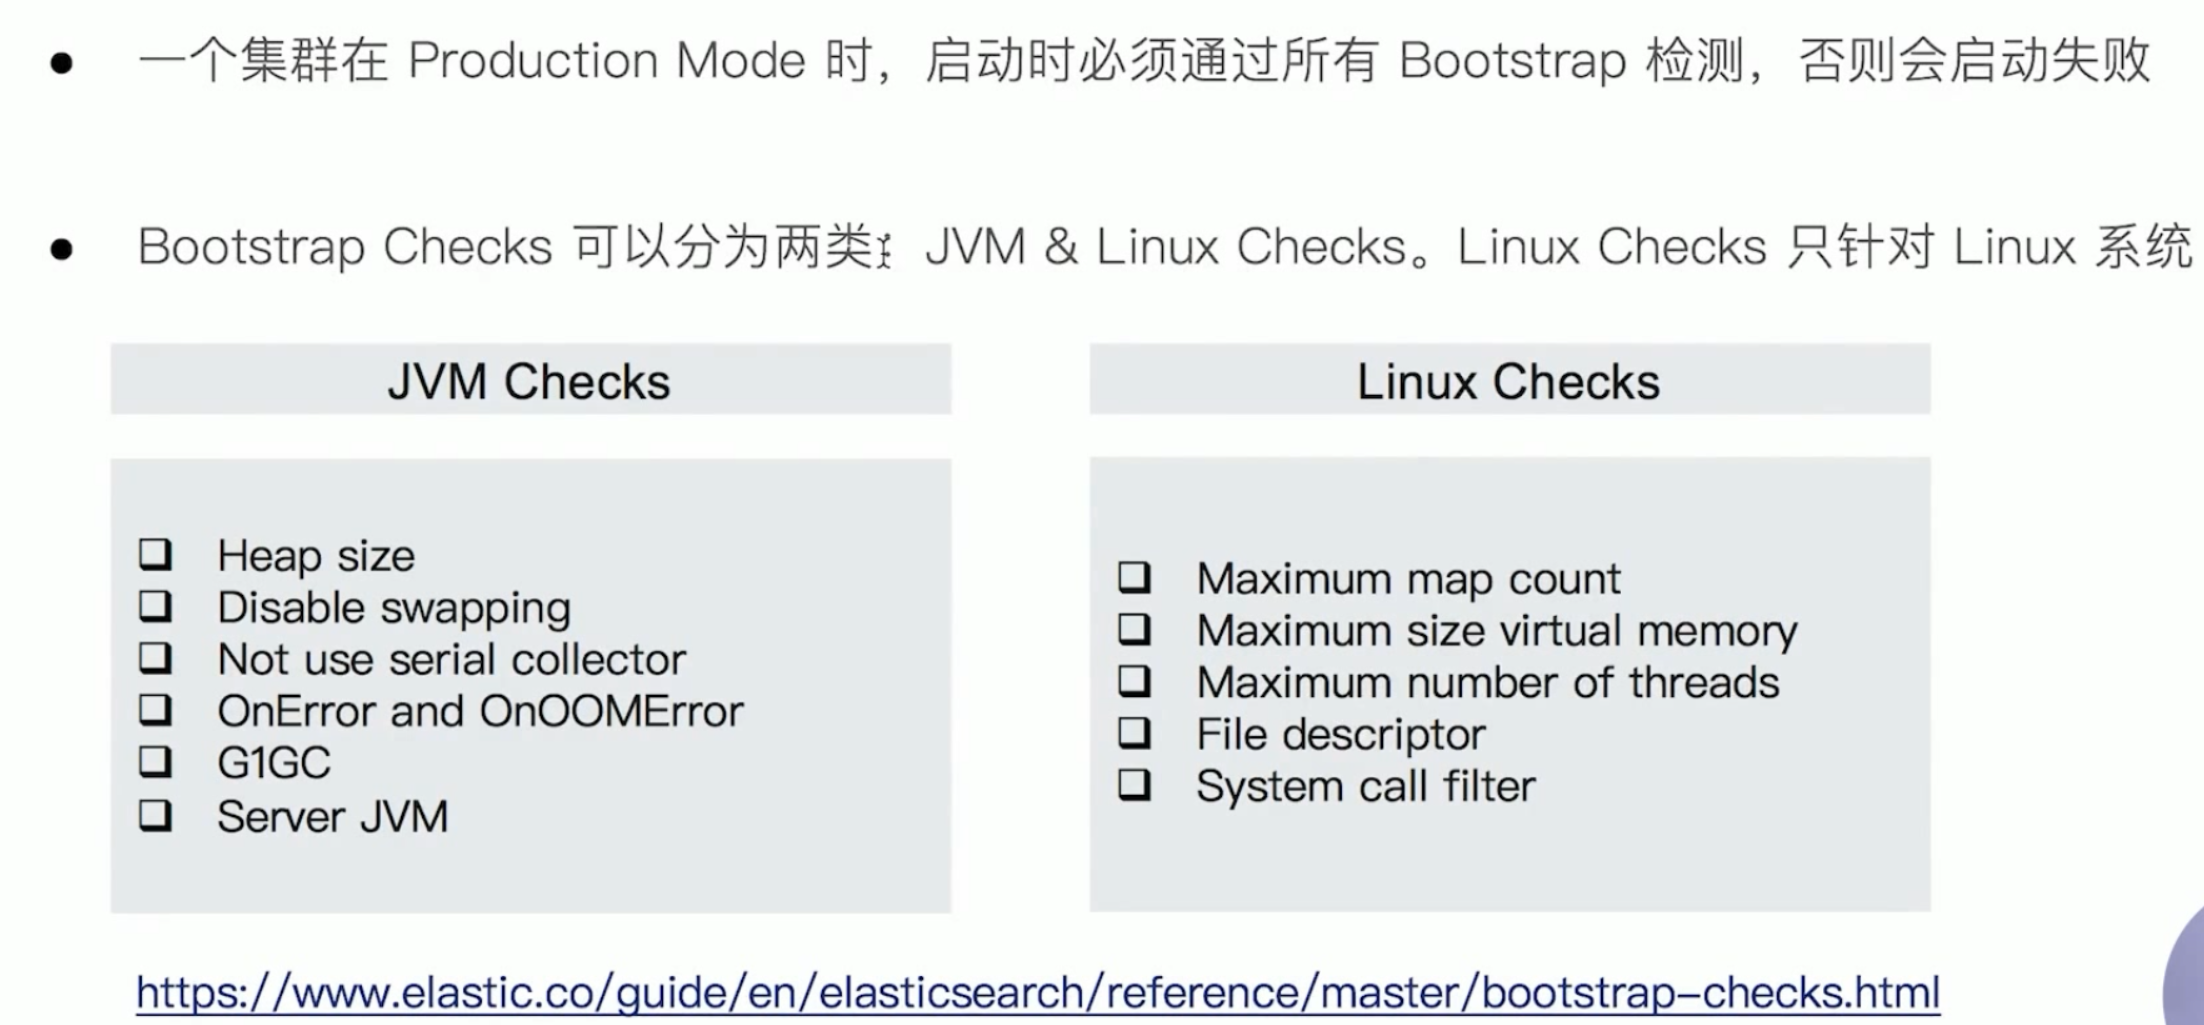 一个集群在 Production Mode 时，启动时必须通过所有 Bootstrap 检测，否则会启动失败
Bootstrap Checks 可以分为两类： JVM & Linux Checks。Linux Checks 只针对 Linux 系统
JVM Checks
Heap size
Disable swapping
Not use serial collector
OnError and OnOOMError
G1GC
Server JVM
Linux Checks
Maximum map count
Maximum size virtual memory
Maximum number of threads
File descriptor
System call filter
https://www.elastic.co/guide/en/elasticsearch/reference/master/bootstrap-checks.html